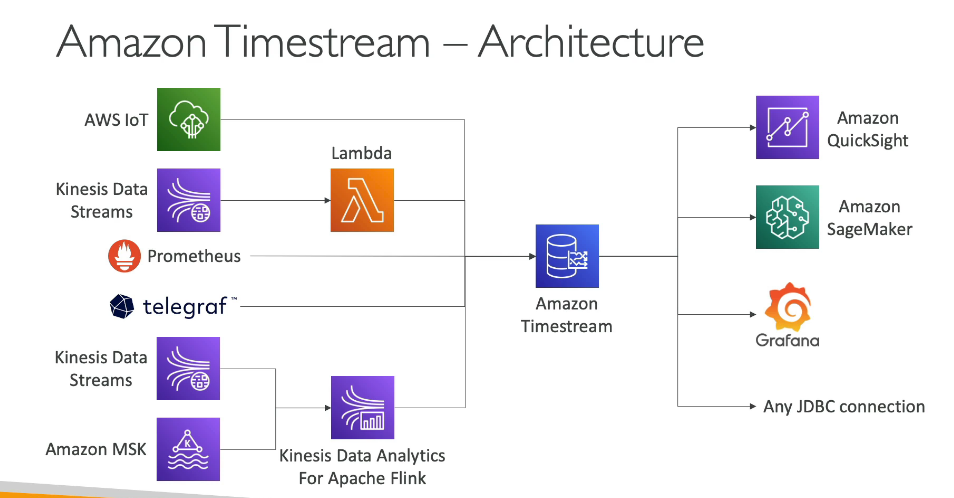 Amazon Timestream – Architecture
AWS IoT
Kinesis Data
Streams
Lambda
Prometheus
telegraf™
Kinesis Data
Streams
Amazon MSK
K
Kinesis Data Analytics
For Apache Flink
Amazon
Timestream
Amazon
QuickSight
Amazon
SageMaker
Grafana
Any JDBC connection